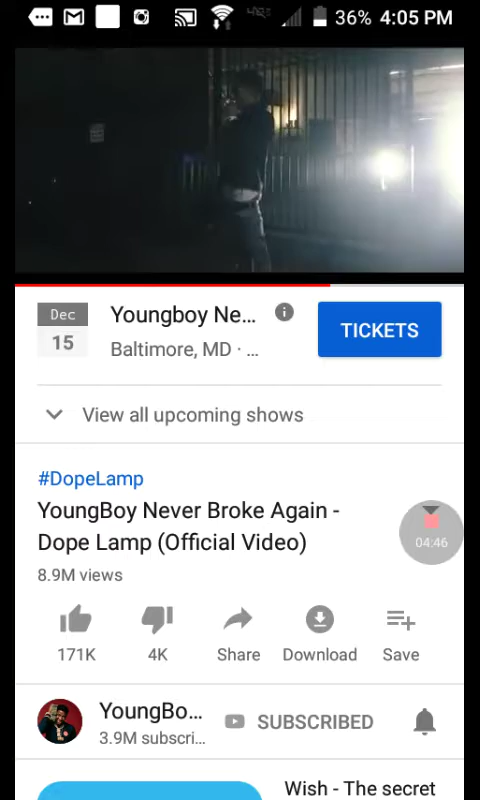 36% 4:05 PM
Dec
15
Youngboy Ne...
Baltimore, MD · ...
TICKETS
View all upcoming shows
#DopeLamp
YoungBoy Never Broke Again -
Dope Lamp (Official Video)
04:46
8.9M views
171K
4K
Share
Download
Save
YoungBo...
3.9M subscri...
SUBSCRIBED
Wish - The secret